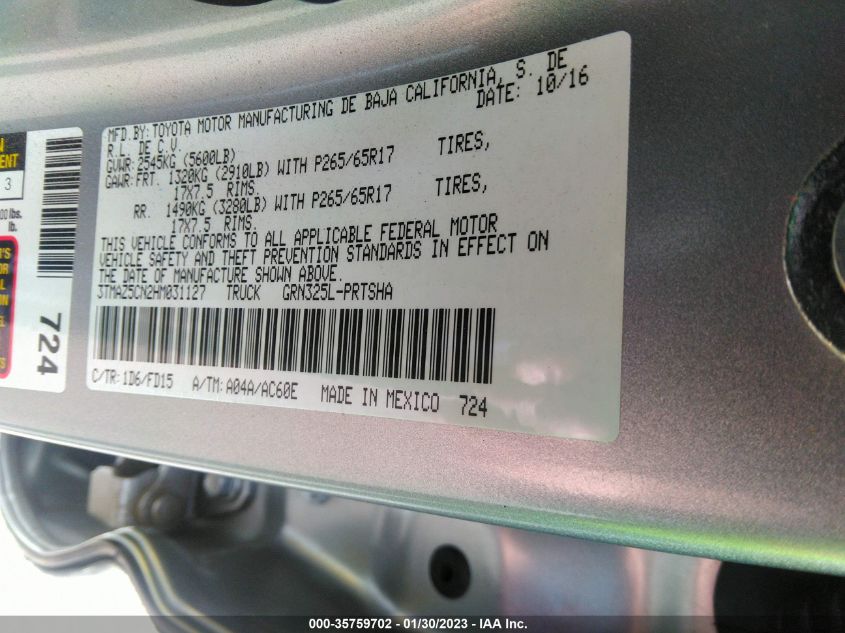 MFD. BY: TOYOTA MOTOR MANUFACTURING DE BAJA CALIFORNIA, S. DE
R.L. DE C.V. DATE: 10/16
GVWR: 2545KG (5600LB)
GAWR: FRT. 1320KG (2910LB) WITH P265/65R17 TIRES,
17X7.5 RIMS.
RR. 1490KG (3280LB) WITH P265/65R17 TIRES,
17X7.5 RIMS.
THIS VEHICLE CONFORMS TO ALL APPLICABLE FEDERAL MOTOR
VEHICLE SAFETY AND THEFT PREVENTION STANDARDS IN EFFECT ON
THE DATE OF MANUFACTURE SHOWN ABOVE.
3TMAZ5CN2HM031127 TRUCK GRN325L-PRTSHA
C/TR: 1D6/FD15 A/TM: A04A/AC60E MADE IN MEXICO 724
3
lbs.
lb.
724
000-35759702 - 01/30/2023 - IAA Inc.